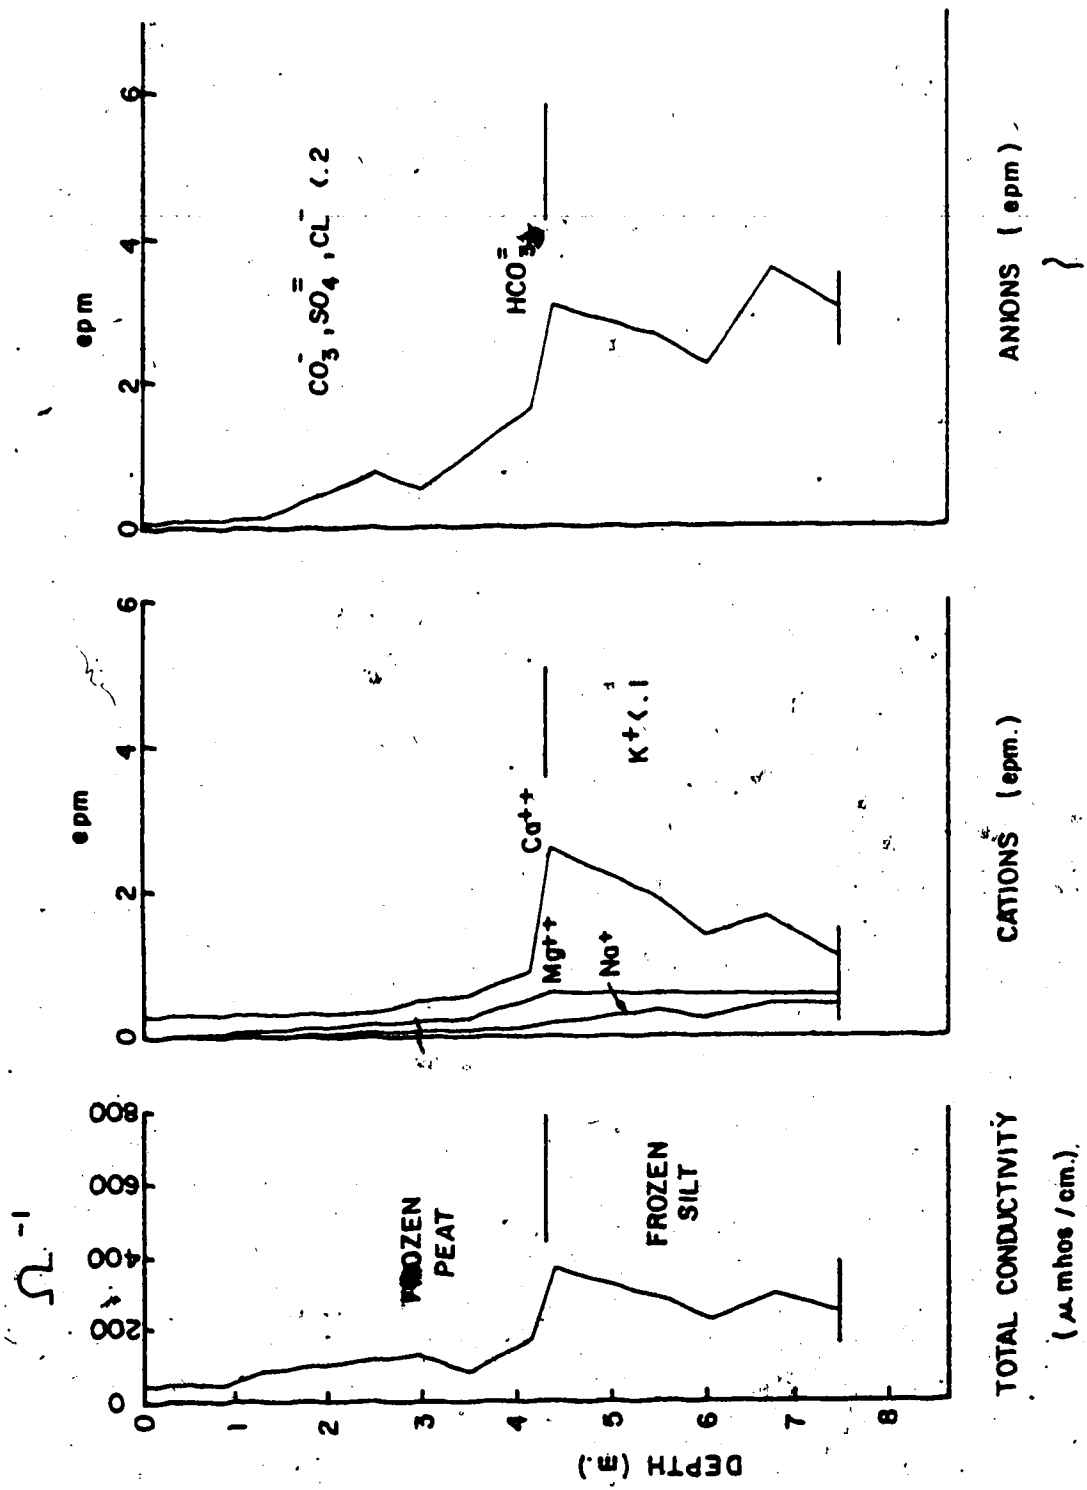 Ω⁻¹
0 200 400 600 800
epm
0 2 4 6
epm
0 2 4 6
DEPTH (m.)
0
1
2
3
4
5
6
7
8
PEAT
FROZEN
SILT
Ca++
Mg++
Na+
K+ <.1
CO₃⁻, SO₄⁼, CL⁻ <.2
HCO₃⁼
TOTAL CONDUCTIVITY
(µmhos/cm.)
CATIONS (epm.)
ANIONS (epm)